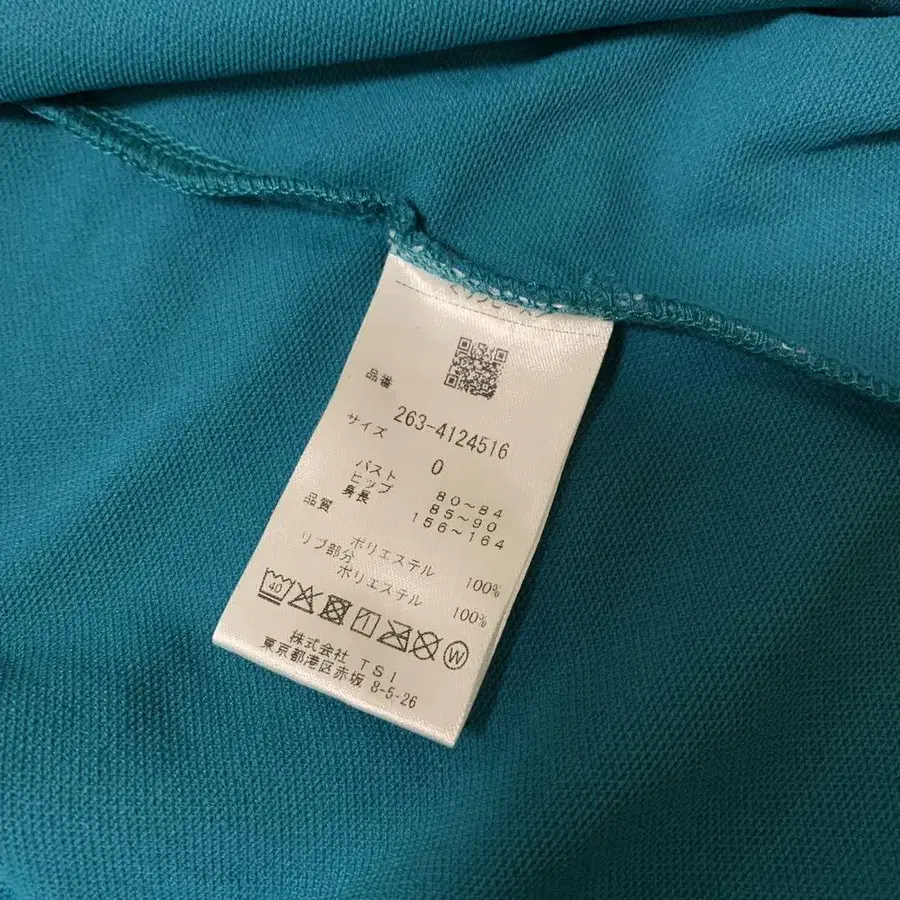 品番
263-4124516
サイズ
0
バスト 80~84
ヒップ 85~90
身長 156~164
品質
ポリエステル 100%
リブ部分
ポリエステル 100%
40
W
株式会社 TSI
東京都港区赤坂 8-5-26